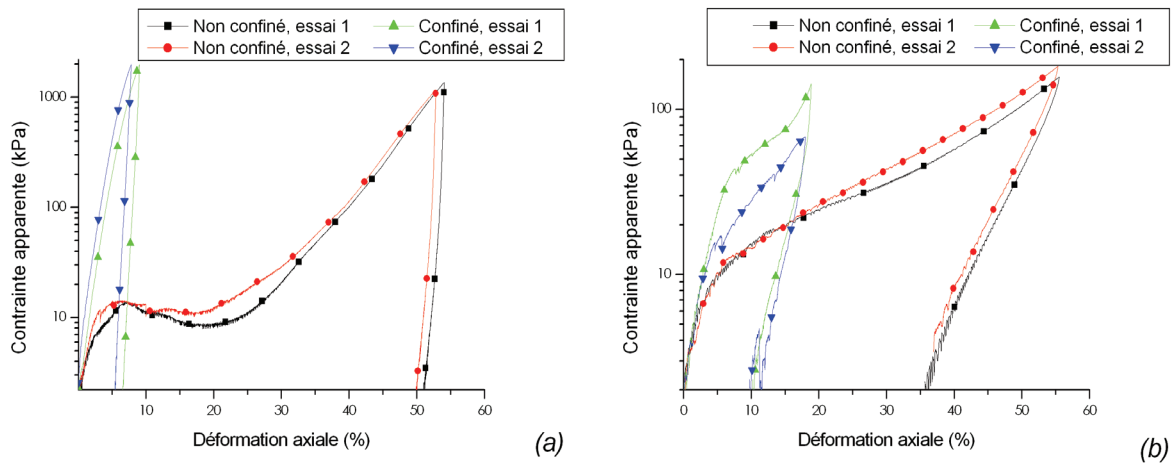 Non confiné, essai 1
Confiné, essai 1
Non confiné, essai 2
Confiné, essai 2
1000
100
10
Contrainte apparente (kPa)
10
20
30
40
50
60
Déformation axiale (%)
(a)
Non confiné, essai 1
Confiné, essai 1
Non confiné, essai 2
Confiné, essai 2
100
10
Contrainte apparente (kPa)
0
10
20
30
40
50
60
Déformation axiale (%)
(b)